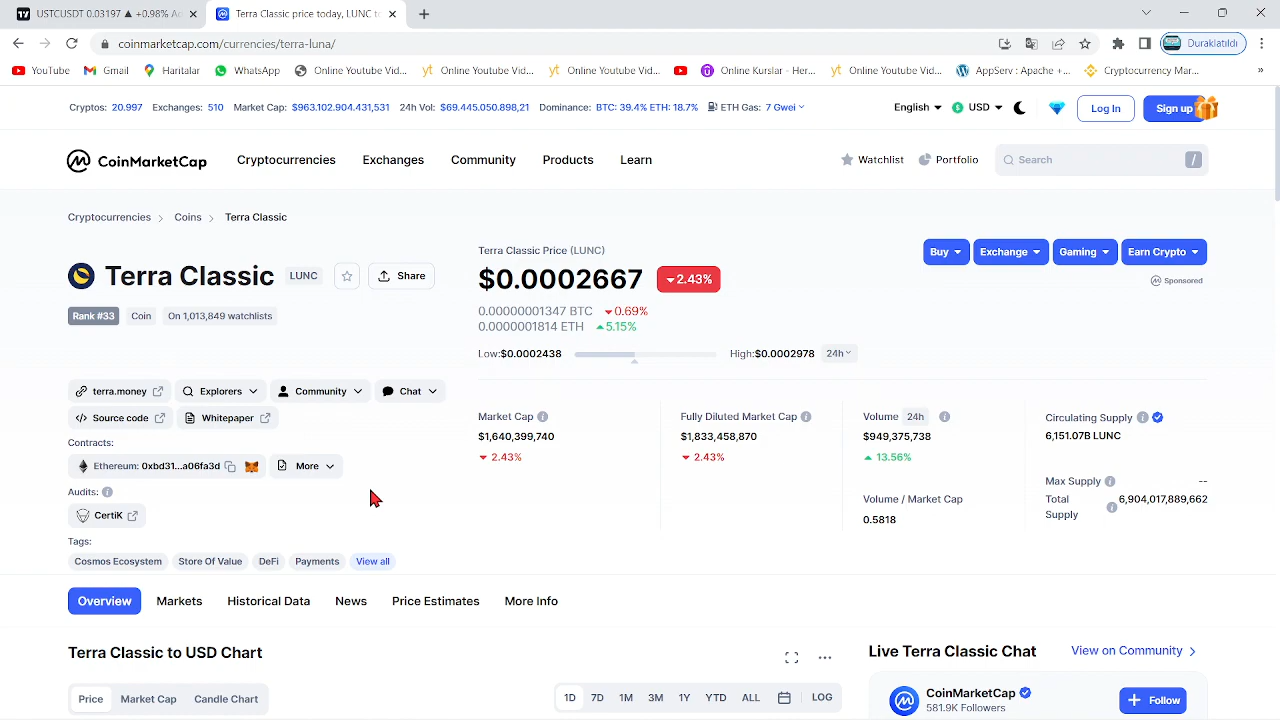 USTCUSDT 0.03197 ▲ +0.98%
Terra Classic price today, LUNC to
coinmarketcap.com/currencies/terra-luna/
Duraklatıldı
YouTube Gmail Haritalar WhatsApp Online Youtube Vid... Online Youtube Vid... Online Youtube Vid... Online Kurslar - Her... Online Youtube Vid... AppServ : Apache +... Cryptocurrency Mar... »
Cryptos: 20.997 Exchanges: 510 Market Cap: $963.102.904.431,531 24h Vol: $69.445.050.898,21 Dominance: BTC: 39.4% ETH: 18.7% ETH Gas: 7 Gwei
English USD Log In Sign up
CoinMarketCap Cryptocurrencies Exchanges Community Products Learn Watchlist Portfolio Search /
Cryptocurrencies > Coins > Terra Classic
Terra Classic LUNC Share
Rank #33 Coin On 1,013,849 watchlists
Terra Classic Price (LUNC)
$0.0002667 2.43%
0.00000001347 BTC 0.69%
0.0000001814 ETH 5.15%
Low:$0.0002438 High:$0.0002978 24h
Buy Exchange Gaming Earn Crypto
Sponsored
terra.money Explorers Community Chat
Source code Whitepaper
Contracts:
Ethereum: 0xbd31...a06fa3d More
Audits:
CertiK
Tags:
Cosmos Ecosystem Store Of Value DeFi Payments View all
Market Cap
$1,640,399,740
2.43%
Fully Diluted Market Cap
$1,833,458,870
2.43%
Volume 24h
$949,375,738
13.56%
Volume / Market Cap
0.5818
Circulating Supply
6,151.07B LUNC
Max Supply --
Total Supply 6,904,017,889,662
Overview Markets Historical Data News Price Estimates More Info
Terra Classic to USD Chart
Price Market Cap Candle Chart
1D 7D 1M 3M 1Y YTD ALL LOG
Live Terra Classic Chat View on Community >
CoinMarketCap
581.9K Followers
+ Follow